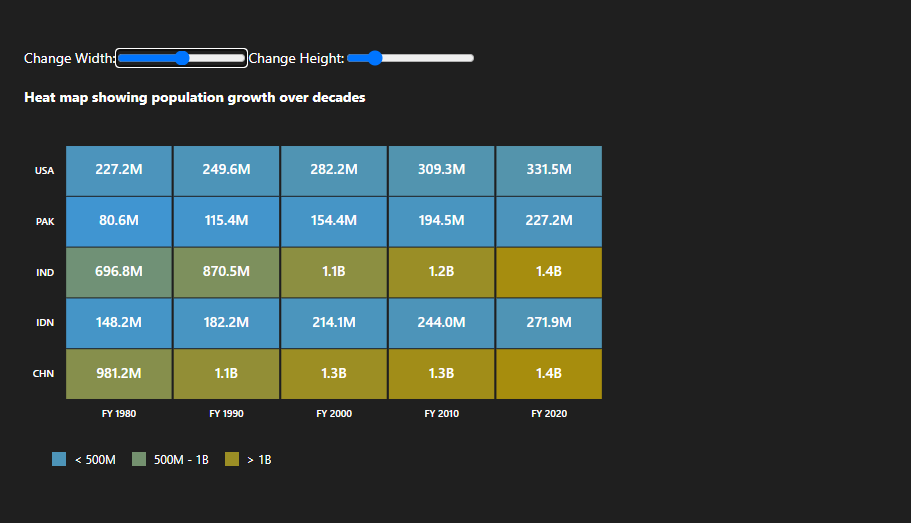 Change Width: Change Height:
Heat map showing population growth over decades
USA 227.2M 249.6M 282.2M 309.3M 331.5M
PAK 80.6M 115.4M 154.4M 194.5M 227.2M
IND 696.8M 870.5M 1.1B 1.2B 1.4B
IDN 148.2M 182.2M 214.1M 244.0M 271.9M
CHN 981.2M 1.1B 1.3B 1.3B 1.4B
FY 1980 FY 1990 FY 2000 FY 2010 FY 2020
< 500M 500M - 1B > 1B